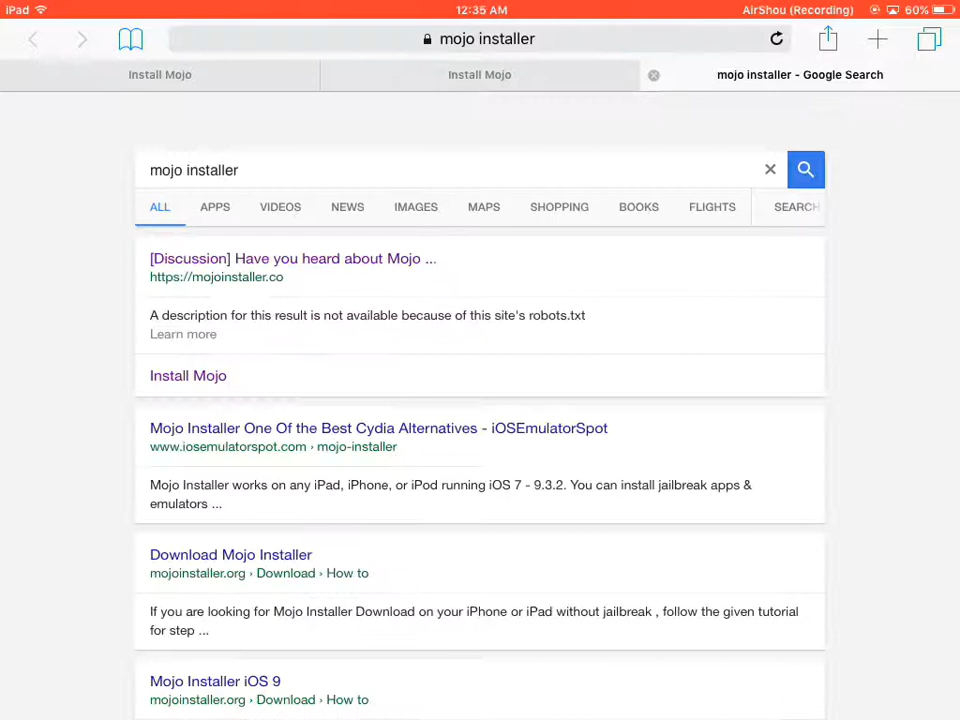 iPad 12:35 AM AirShou (Recording) 60%
mojo installer
Install Mojo Install Mojo mojo installer - Google Search
mojo installer
ALL APPS VIDEOS NEWS IMAGES MAPS SHOPPING BOOKS FLIGHTS SEARCH
[Discussion] Have you heard about Mojo ...
https://mojoinstaller.co
A description for this result is not available because of this site's robots.txt
Learn more
Install Mojo
Mojo Installer One Of the Best Cydia Alternatives - iOSEmulatorSpot
www.iosemulatorspot.com › mojo-installer
Mojo Installer works on any iPad, iPhone, or iPod running iOS 7 - 9.3.2. You can install jailbreak apps &
emulators ...
Download Mojo Installer
mojoinstaller.org › Download › How to
If you are looking for Mojo Installer Download on your iPhone or iPad without jailbreak , follow the given tutorial
for step ...
Mojo Installer iOS 9
mojoinstaller.org › Download › How to